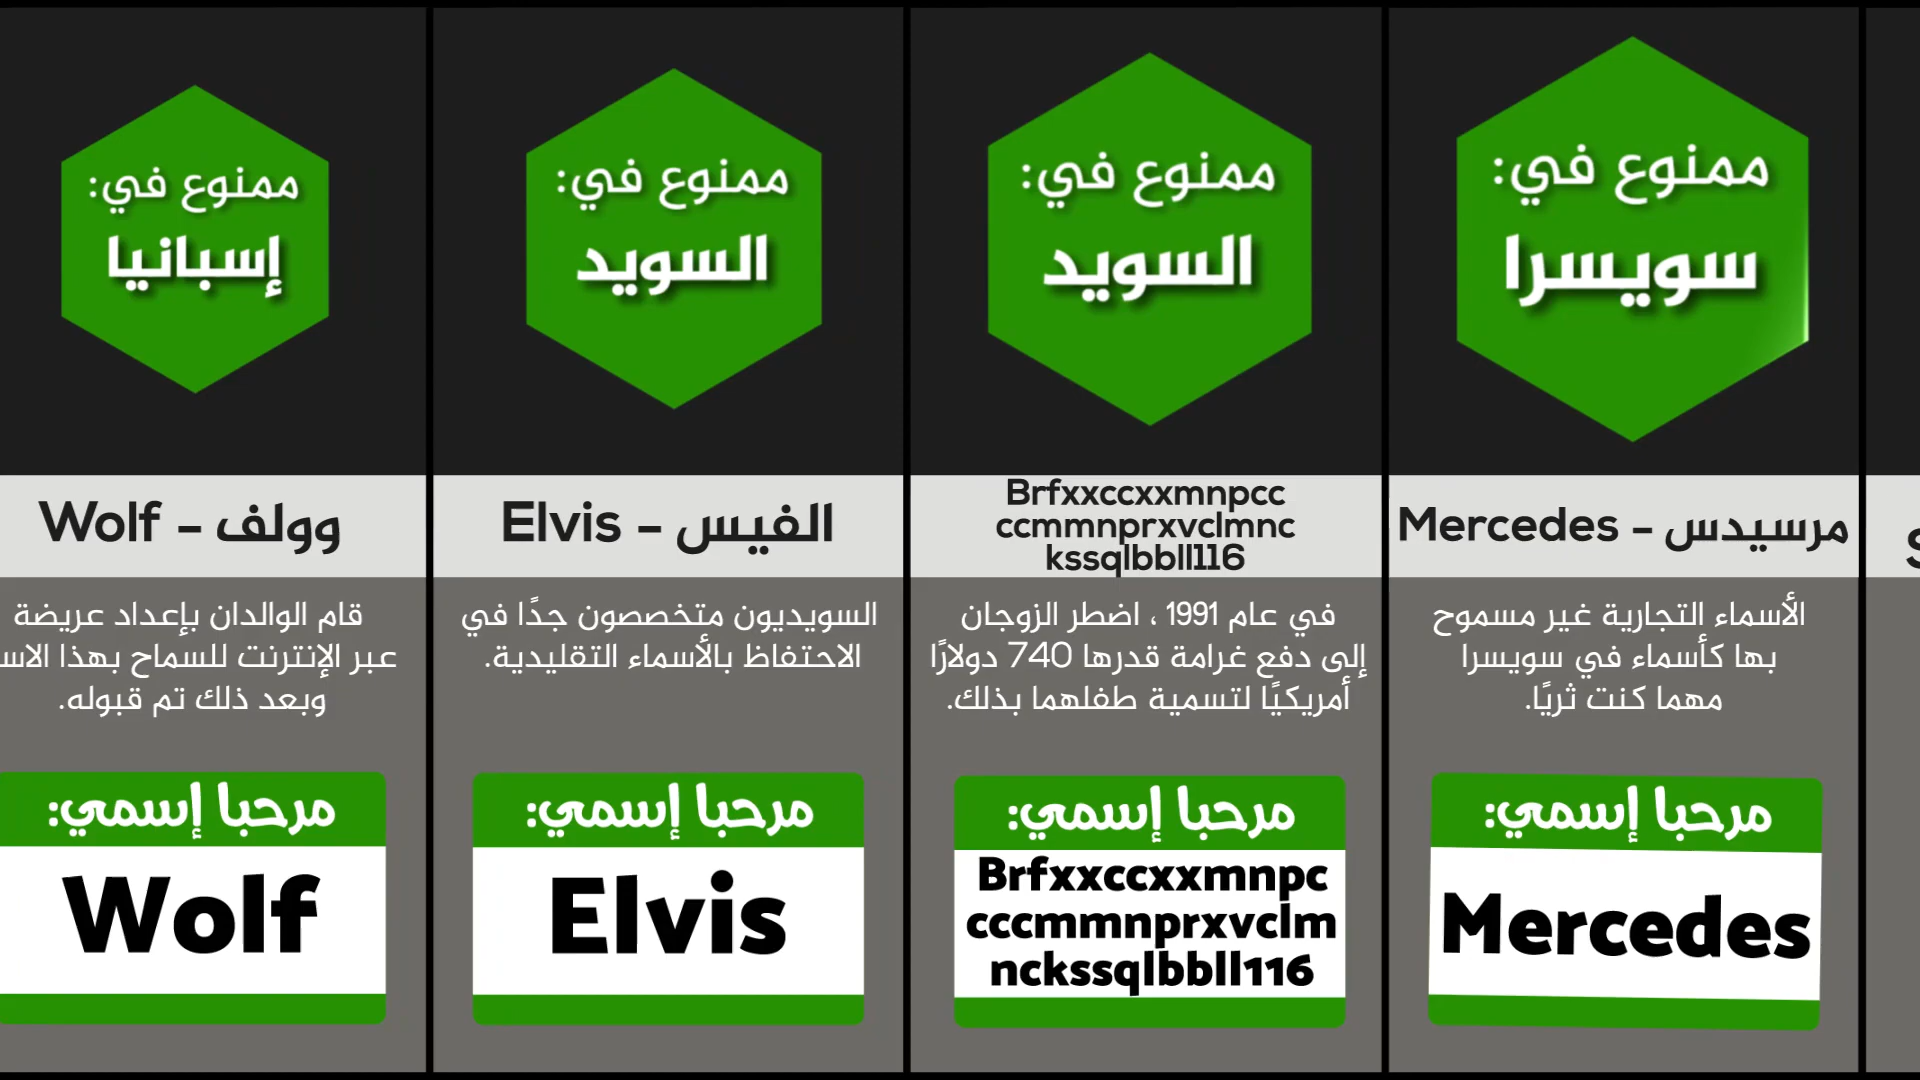 ممنوع في:
إسبانيا
Wolf - وولف
قام الوالدان بإعداد عريضة
عبر الإنترنت للسماح بهذا الاس
وبعد ذلك تم قبوله.
مرحبا إسمي:
Wolf
ممنوع في:
السويد
Elvis - الفيس
السويديون متخصصون جدًا في
الاحتفاظ بالأسماء التقليدية.
مرحبا إسمي:
Elvis
ممنوع في:
السويد
Brfxxccxxmnpcc
ccmmnprxvclmnc
kssqlbbll116
في عام 1991 ، اضطر الزوجان
إلى دفع غرامة قدرها 740 دولارًا
أمريكيًا لتسمية طفلهما بذلك.
مرحبا إسمي:
Brfxxccxxmnpc
cccmmnprxvclm
nckssqlbbll116
ممنوع في:
سويسرا
Mercedes - مرسيدس
الأسماء التجارية غير مسموح
بها كأسماء في سويسرا
مهما كنت ثريًا.
مرحبا إسمي:
Mercedes